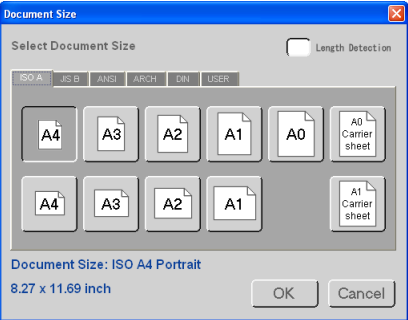 Document Size
Select Document Size
Length Detection
ISO A JIS B ANSI ARCH DIN USER
A4 A3 A2 A1 A0 A0 Carrier sheet
A4 A3 A2 A1 A1 Carrier sheet
Document Size: ISO A4 Portrait
8.27 x 11.69 inch
OK Cancel